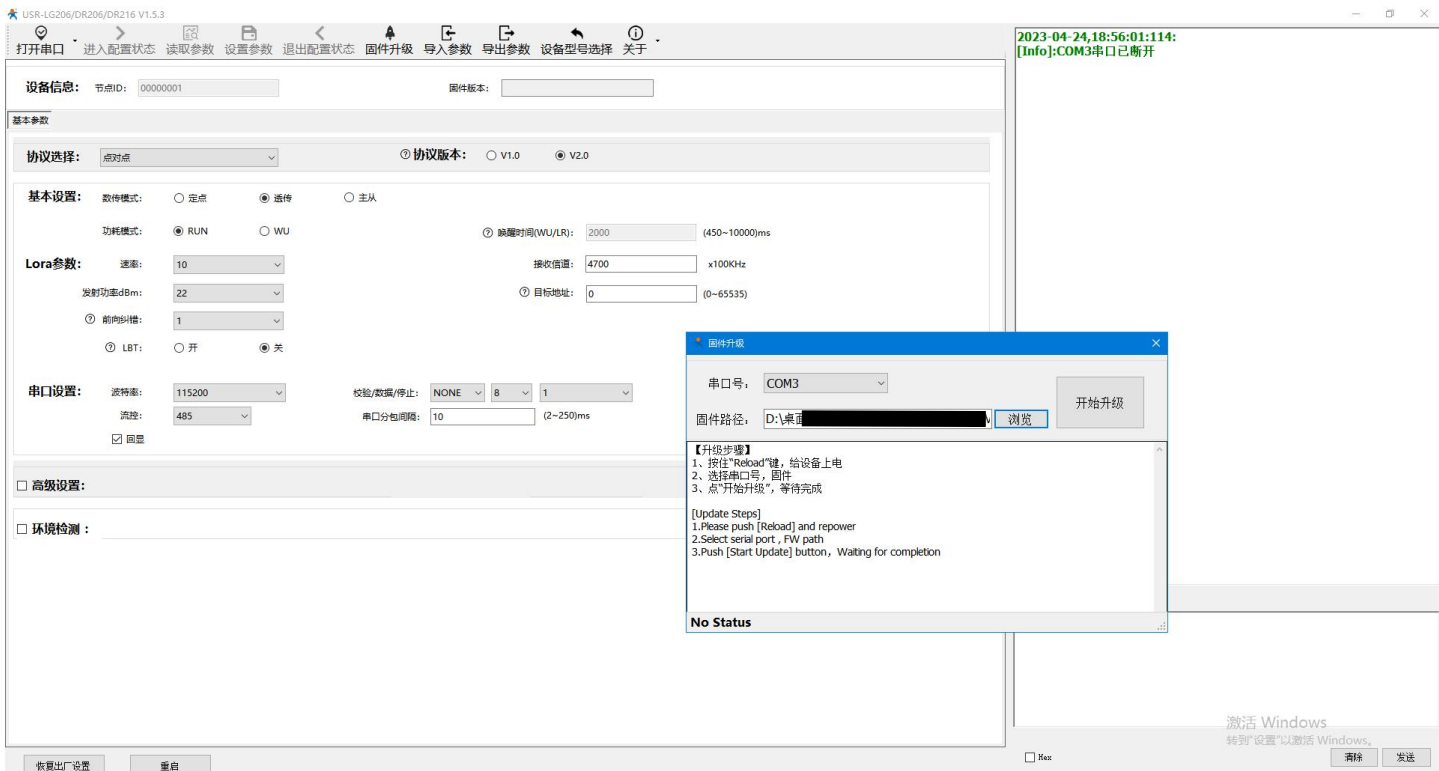 USR-LG206/DR206/DR216 V1.5.3
打开串口 进入配置状态 读取参数 设置参数 退出配置状态 固件升级 导入参数 导出参数 设备型号选择 关于
设备信息: 节点ID: 00000001 固件版本:
基本参数
协议选择: 点对点 协议版本: V1.0 V2.0
基本设置: 数传模式: 定点 透传 主从
功耗模式: RUN WU 唤醒时间(WU/LR): 2000 (450~10000)ms
Lora参数: 速率: 10 接收信道: 4700 x100KHz
发射功率dBm: 22 目标地址: 0 (0~65535)
前向纠错: 1
LBT: 开 关
串口设置: 波特率: 115200 校验/数据/停止: NONE 8 1
流控: 485 串口分包间隔: 10 (2~250)ms
回显
高级设置:
环境检测：
恢复出厂设置 重启
固件升级
串口号: COM3
开始升级
固件路径: D:\桌面 浏览
【升级步骤】
1、按住“Reload”键，给设备上电
2、选择串口号，固件
3、点“开始升级”，等待完成
[Update Steps]
1.Please push [Reload] and repower
2.Select serial port , FW path
3.Push [Start Update] button，Waiting for completion
No Status
2023-04-24,18:56:01:114:
[Info]:COM3串口已断开
激活 Windows
转到"设置"以激活 Windows。
Hex 清除 发送